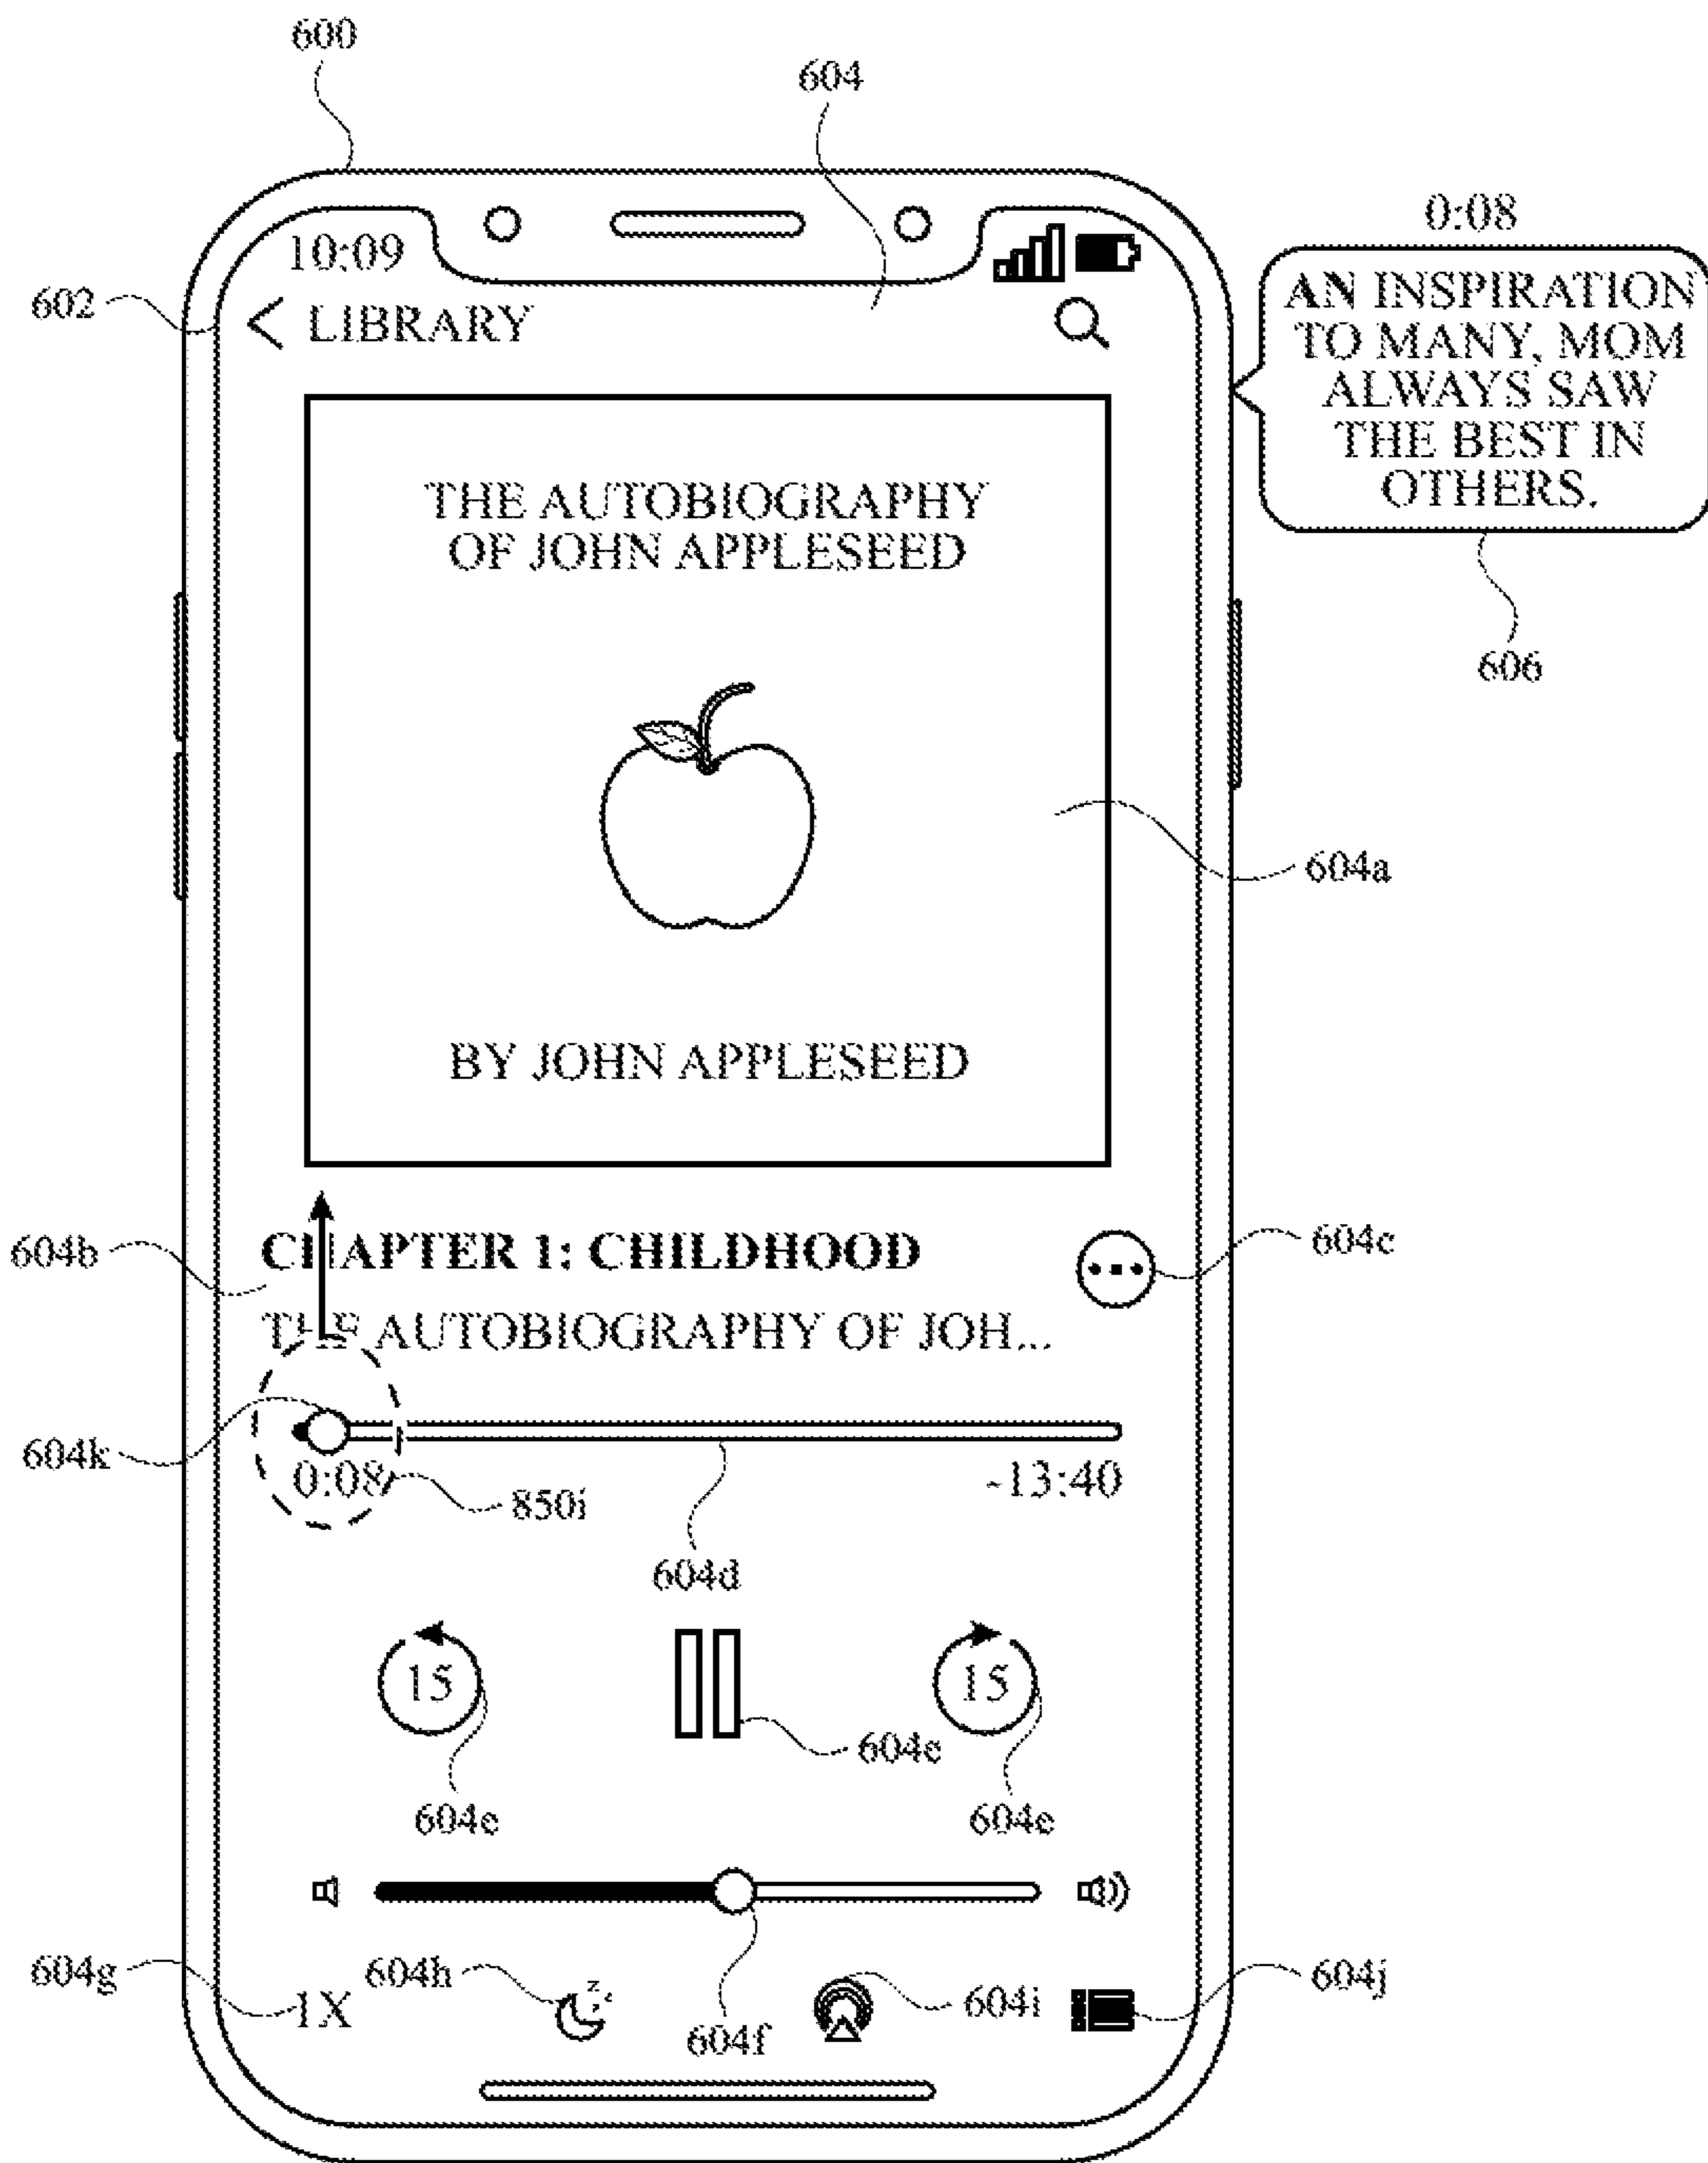 600
604
0:08
10:09
602
LIBRARY
AN INSPIRATION
TO MANY, MOM
ALWAYS SAW
THE BEST IN
OTHERS.
606
THE AUTOBIOGRAPHY
OF JOHN APPLESEED
604a
BY JOHN APPLESEED
604b
CHAPTER 1: CHILDHOOD
604c
THE AUTOBIOGRAPHY OF JOH...
604k
0:08
-13:40
850i
604d
15
15
604e
604e
604e
604g
1X
604h
zzz
604f
604i
604j